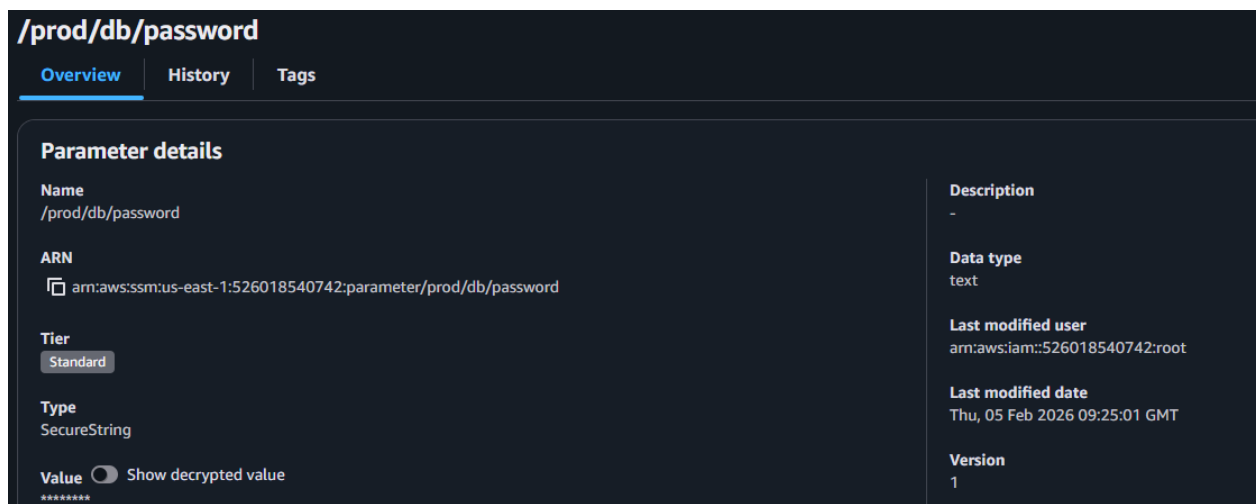 /prod/db/password
Overview
History
Tags
Parameter details
Name
/prod/db/password
ARN
arn:aws:ssm:us-east-1:526018540742:parameter/prod/db/password
Tier
Standard
Type
SecureString
Value Show decrypted value
********
Description
-
Data type
text
Last modified user
arn:aws:iam::526018540742:root
Last modified date
Thu, 05 Feb 2026 09:25:01 GMT
Version
1